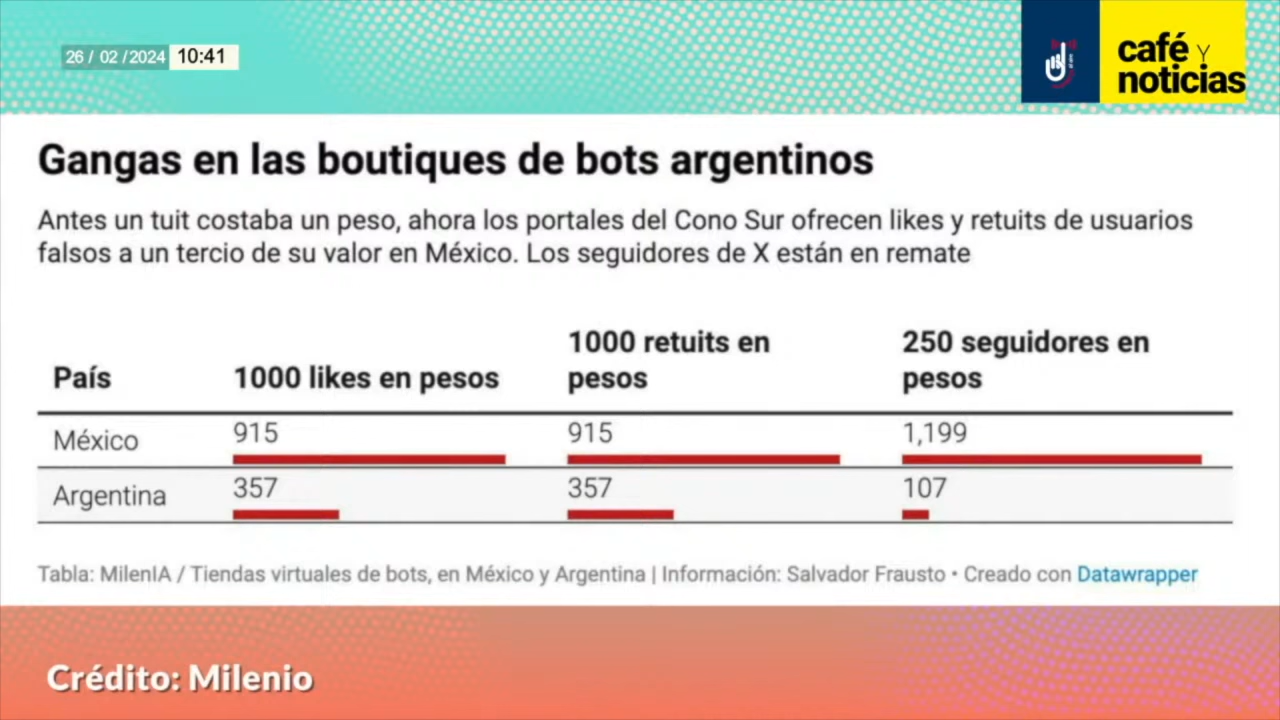 26 / 02 /2024 10:41
café Y
noticias
Gangas en las boutiques de bots argentinos
Antes un tuit costaba un peso, ahora los portales del Cono Sur ofrecen likes y retuits de usuarios
falsos a un tercio de su valor en México. Los seguidores de X están en remate
País
1000 likes en pesos
1000 retuits en
pesos
250 seguidores en
pesos
México
915
915
1,199
Argentina
357
357
107
Tabla: MilenIA / Tiendas virtuales de bots, en México y Argentina | Información: Salvador Frausto • Creado con Datawrapper
Crédito: Milenio